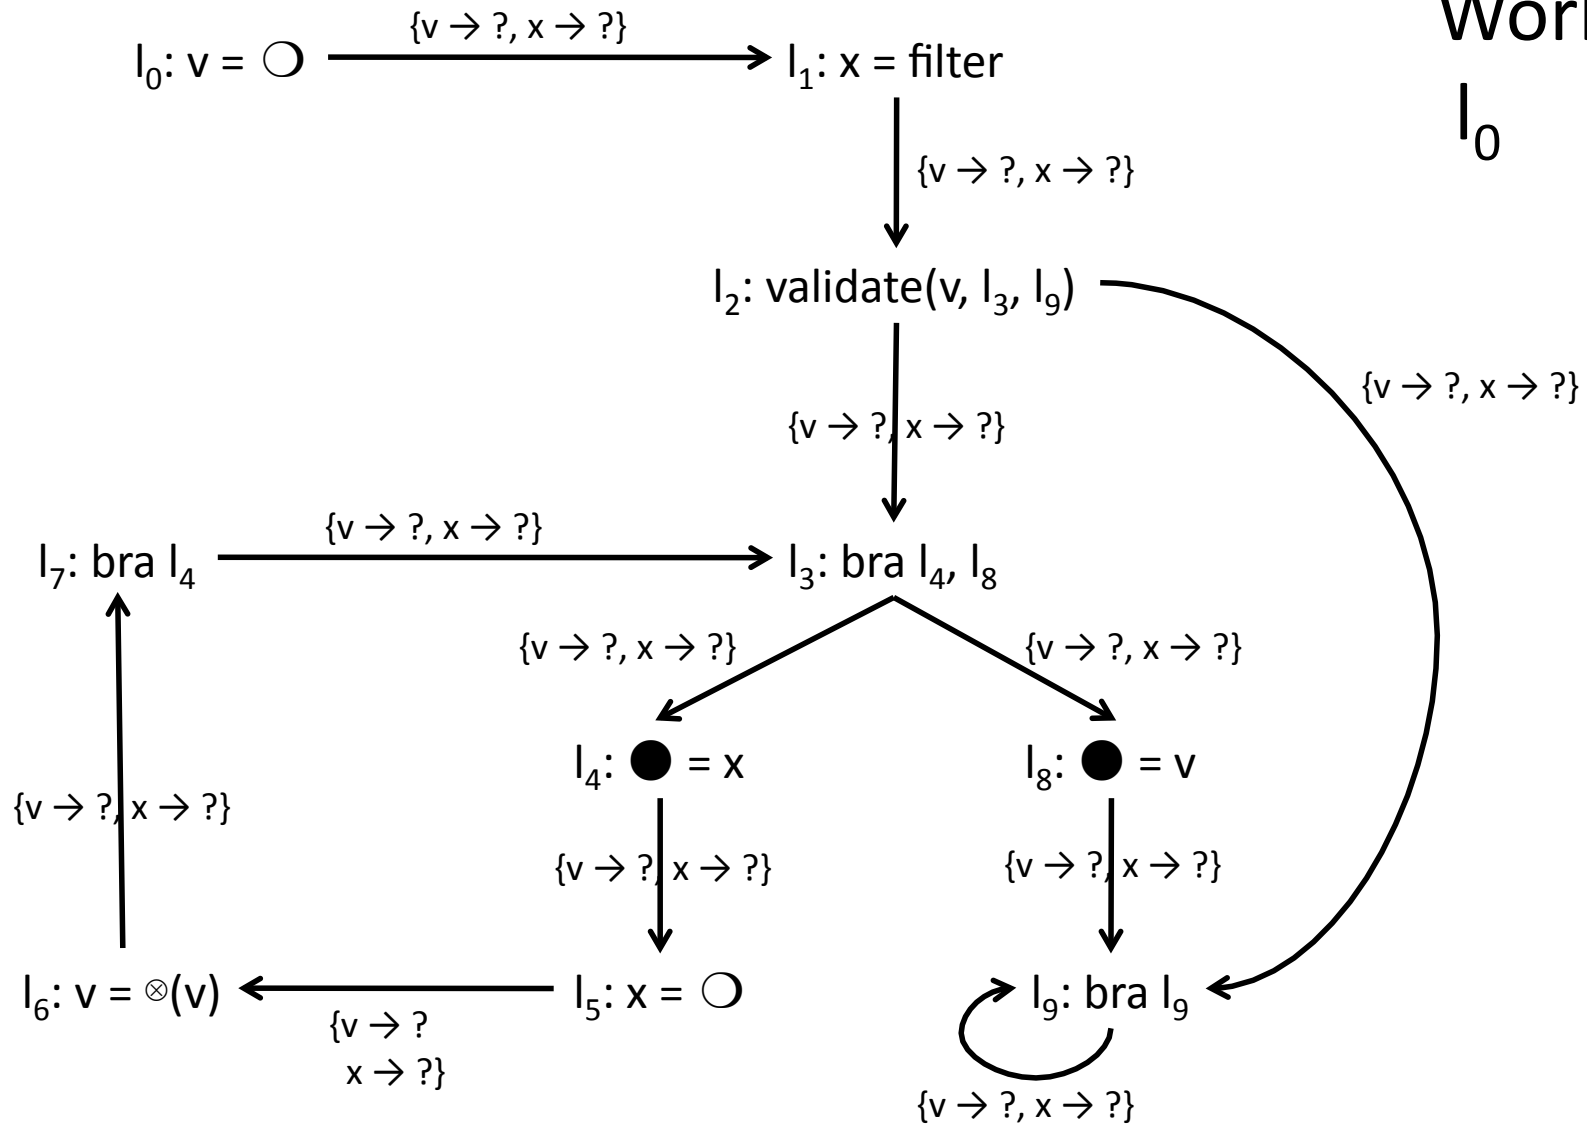 Worl
l₀
{v → ?, x → ?}
l₀: v = ❍
l₁: x = filter
{v → ?, x → ?}
l₂: validate(v, l₃, l₉)
{v → ?, x → ?}
{v → ?, x → ?}
{v → ?, x → ?}
l₇: bra l₄
l₃: bra l₄, l₈
{v → ?, x → ?}
{v → ?, x → ?}
l₄: ● = x
l₈: ● = v
{v → ?, x → ?}
{v → ?, x → ?}
{v → ?, x → ?}
l₆: v = ⊗(v)
l₅: x = ❍
l₉: bra l₉
{v → ?
x → ?}
{v → ?, x → ?}